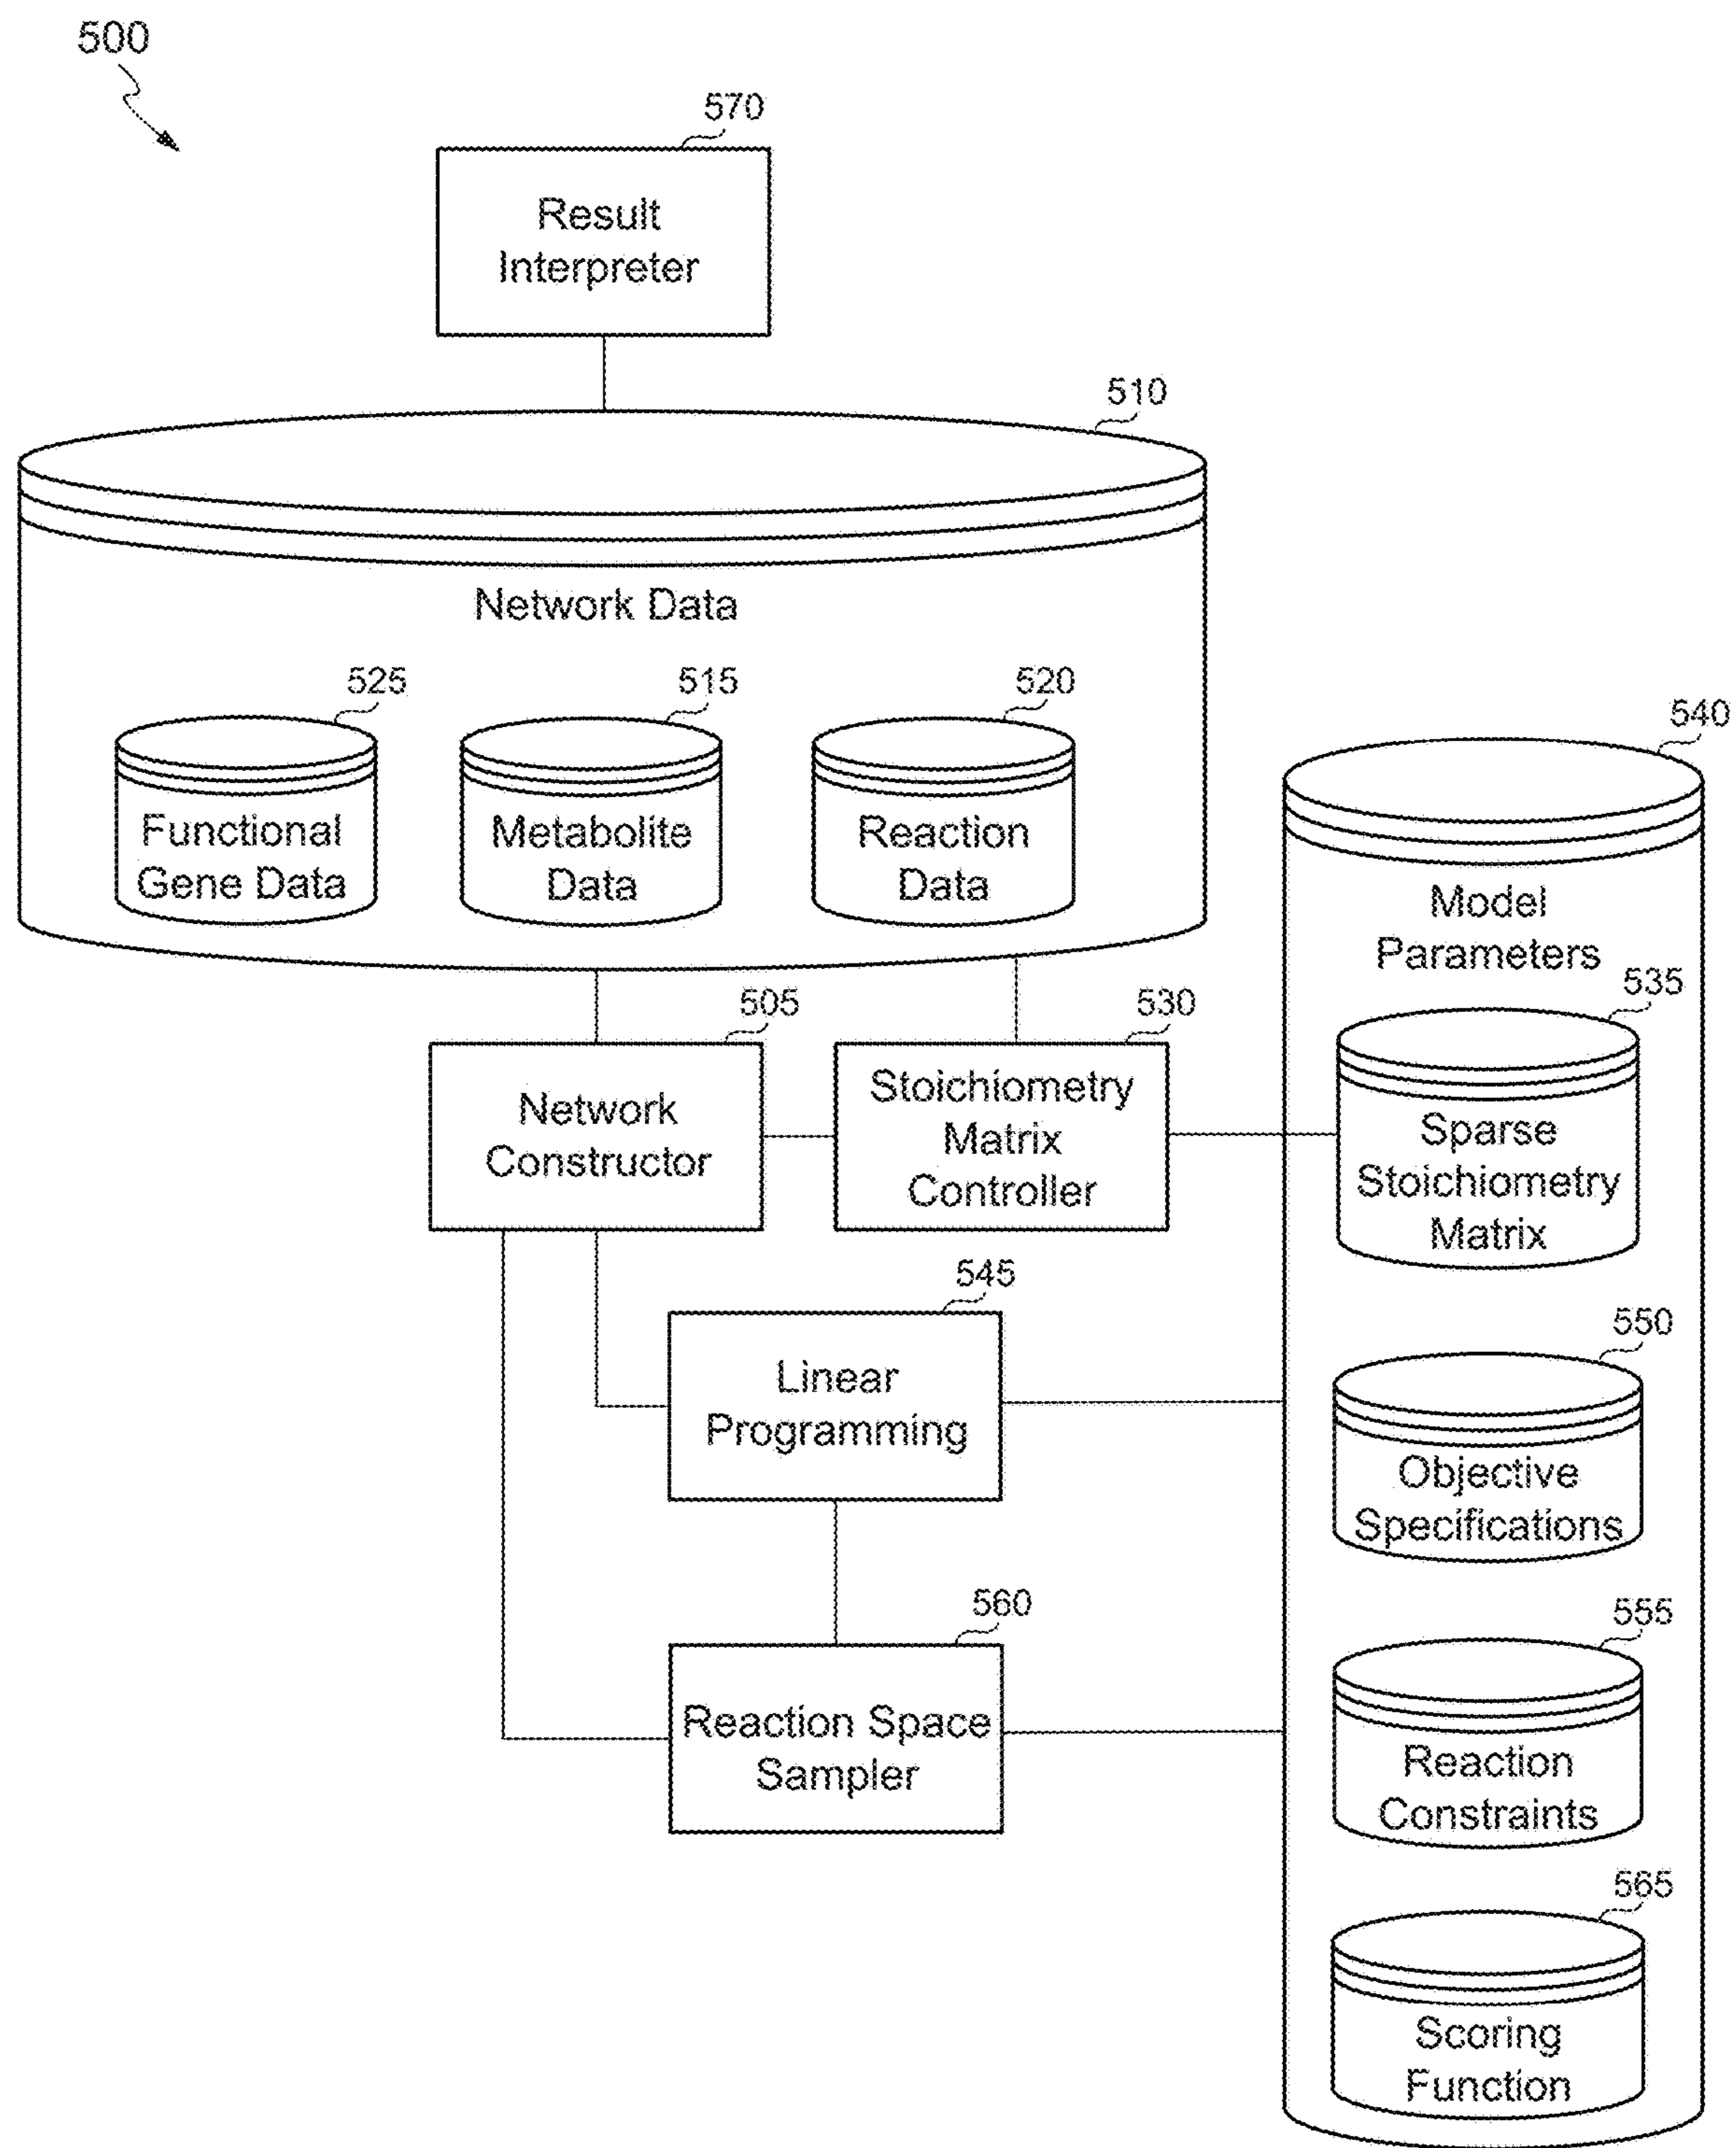 500
570
Result
Interpreter
510
Network Data
525
515
520
Functional
Gene Data
Metabolite
Data
Reaction
Data
540
Model
Parameters
505
530
535
Network
Constructor
Stoichiometry
Matrix
Controller
Sparse
Stoichiometry
Matrix
545
Linear
Programming
550
Objective
Specifications
560
Reaction Space
Sampler
555
Reaction
Constraints
565
Scoring
Function